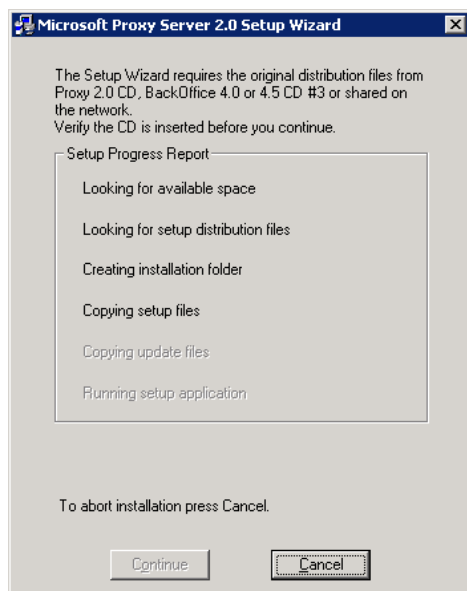 Microsoft Proxy Server 2.0 Setup Wizard
The Setup Wizard requires the original distribution files from
Proxy 2.0 CD, BackOffice 4.0 or 4.5 CD #3 or shared on
the network.
Verify the CD is inserted before you continue.
Setup Progress Report
Looking for available space
Looking for setup distribution files
Creating installation folder
Copying setup files
Copying update files
Running setup application
To abort installation press Cancel.
Continue
Cancel